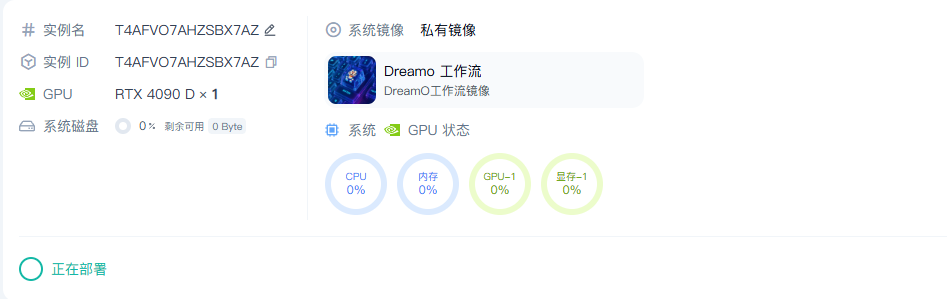 实例名 T4AFVO7AHZSBX7AZ
实例 ID T4AFVO7AHZSBX7AZ
GPU RTX 4090 D × 1
系统磁盘 0% 剩余可用 0 Byte
系统镜像 私有镜像
Dreamo 工作流
DreamO工作流镜像
系统 GPU 状态
CPU 0%
内存 0%
GPU-1 0%
显存-1 0%
正在部署